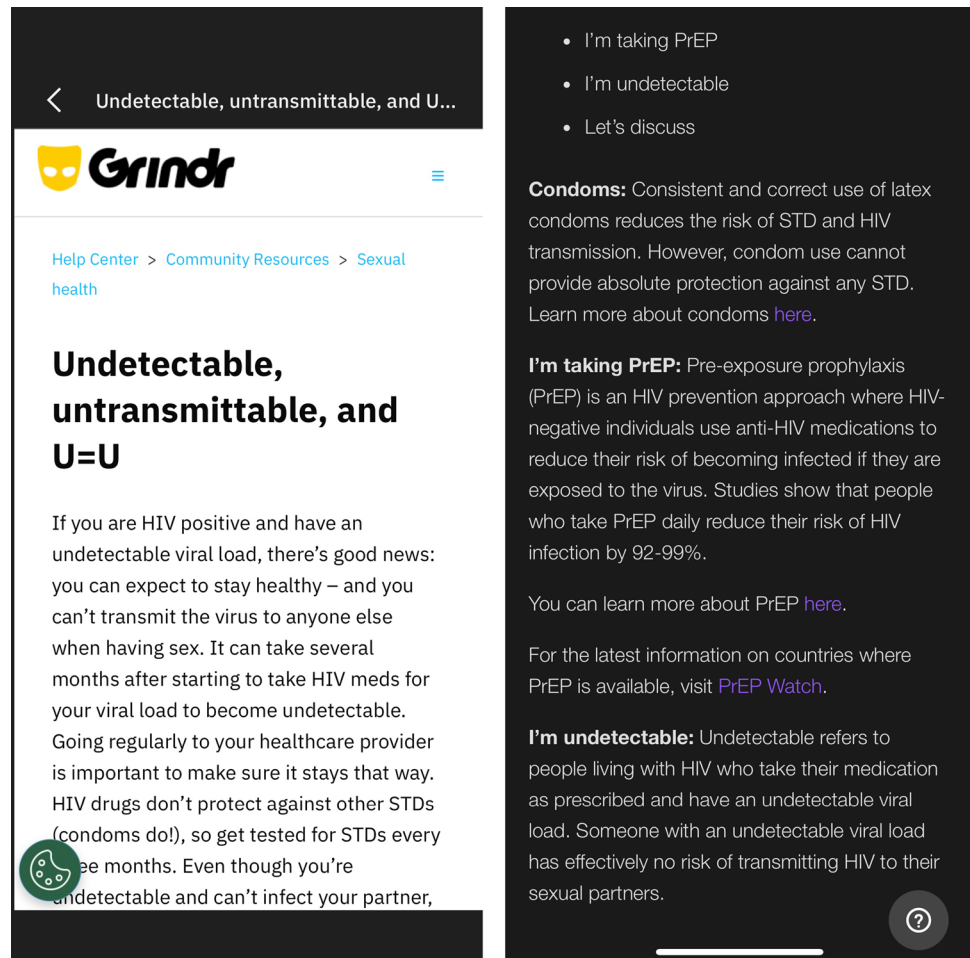 Undetectable, untransmittable, and U...
Grindr
Help Center > Community Resources > Sexual
health
Undetectable,
untransmittable, and
U=U
If you are HIV positive and have an
undetectable viral load, there's good news:
you can expect to stay healthy – and you
can't transmit the virus to anyone else
when having sex. It can take several
months after starting to take HIV meds for
your viral load to become undetectable.
Going regularly to your healthcare provider
is important to make sure it stays that way.
HIV drugs don't protect against other STDs
(condoms do!), so get tested for STDs every
months. Even though you're
undetectable and can't infect your partner,
• I'm taking PrEP
• I'm undetectable
• Let's discuss
Condoms: Consistent and correct use of latex
condoms reduces the risk of STD and HIV
transmission. However, condom use cannot
provide absolute protection against any STD.
Learn more about condoms here.
I'm taking PrEP: Pre-exposure prophylaxis
(PrEP) is an HIV prevention approach where HIV-
negative individuals use anti-HIV medications to
reduce their risk of becoming infected if they are
exposed to the virus. Studies show that people
who take PrEP daily reduce their risk of HIV
infection by 92-99%.
You can learn more about PrEP here.
For the latest information on countries where
PrEP is available, visit PrEP Watch.
I'm undetectable: Undetectable refers to
people living with HIV who take their medication
as prescribed and have an undetectable viral
load. Someone with an undetectable viral load
has effectively no risk of transmitting HIV to their
sexual partners.
?